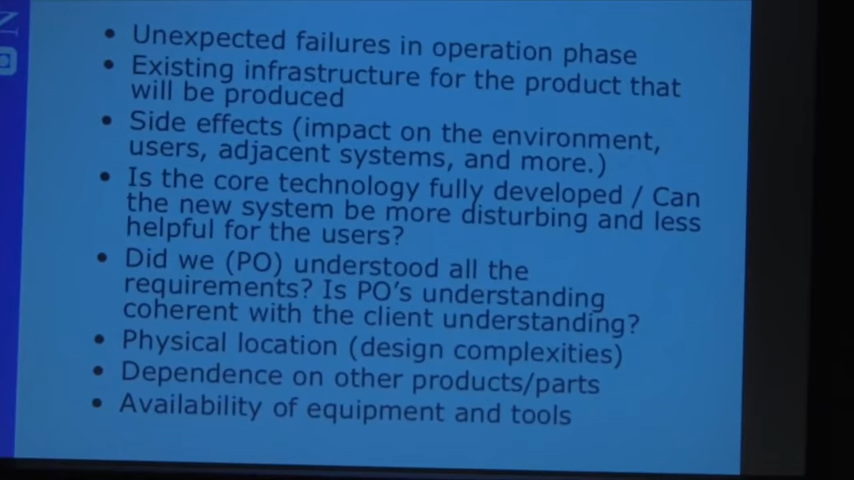 • Unexpected failures in operation phase
• Existing infrastructure for the product that
will be produced
• Side effects (impact on the environment,
users, adjacent systems, and more.)
• Is the core technology fully developed / Can
the new system be more disturbing and less
helpful for the users?
• Did we (PO) understood all the
requirements? Is PO's understanding
coherent with the client understanding?
• Physical location (design complexities)
• Dependence on other products/parts
• Availability of equipment and tools